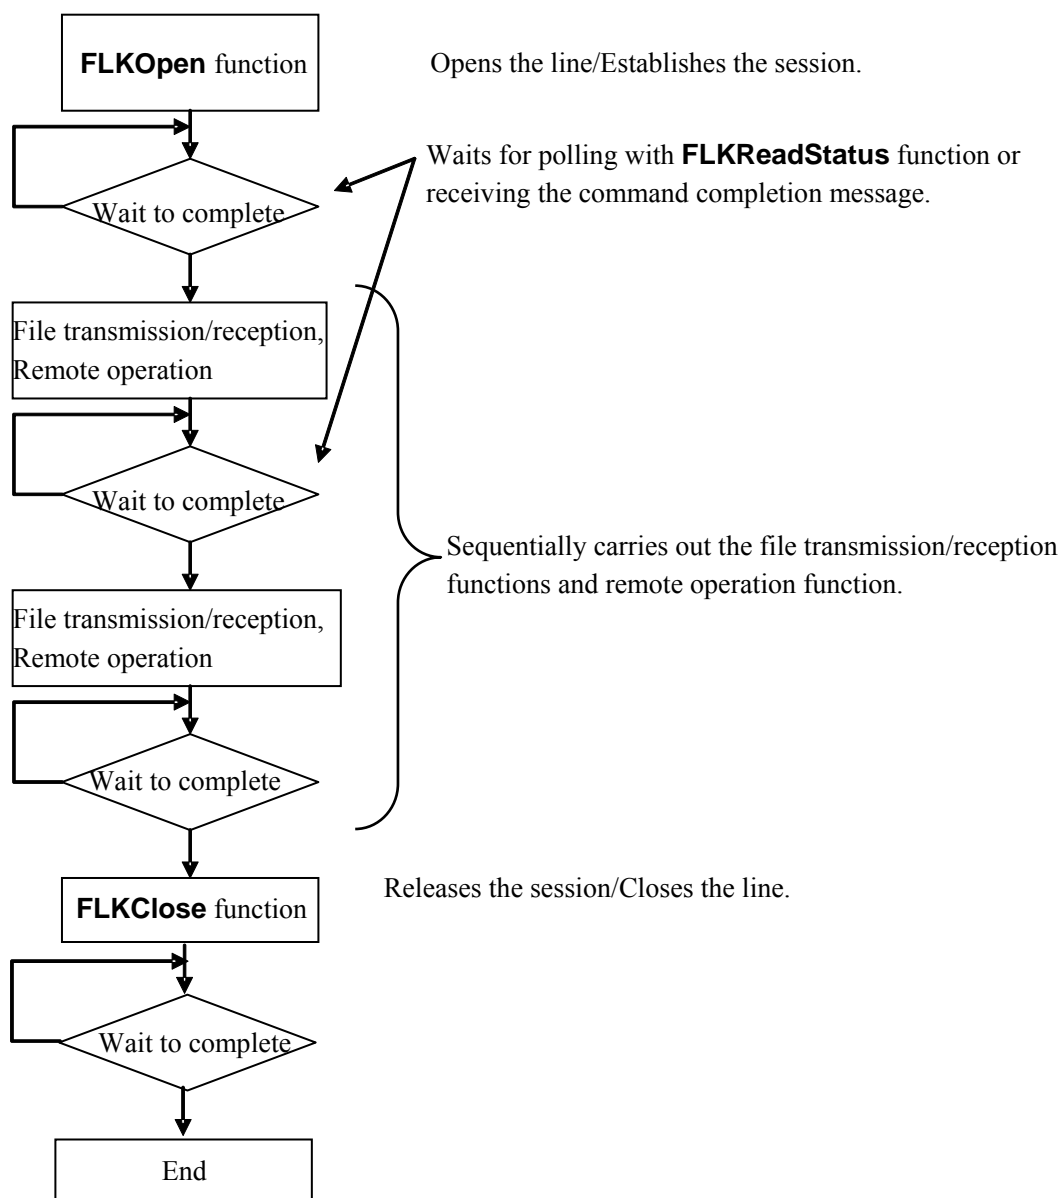 FLKOpen function
Opens the line/Establishes the session.
Waits for polling with FLKReadStatus function or
receiving the command completion message.
Wait to complete
File transmission/reception,
Remote operation
Wait to complete
Sequentially carries out the file transmission/reception
functions and remote operation function.
File transmission/reception,
Remote operation
Wait to complete
FLKClose function
Releases the session/Closes the line.
Wait to complete
End